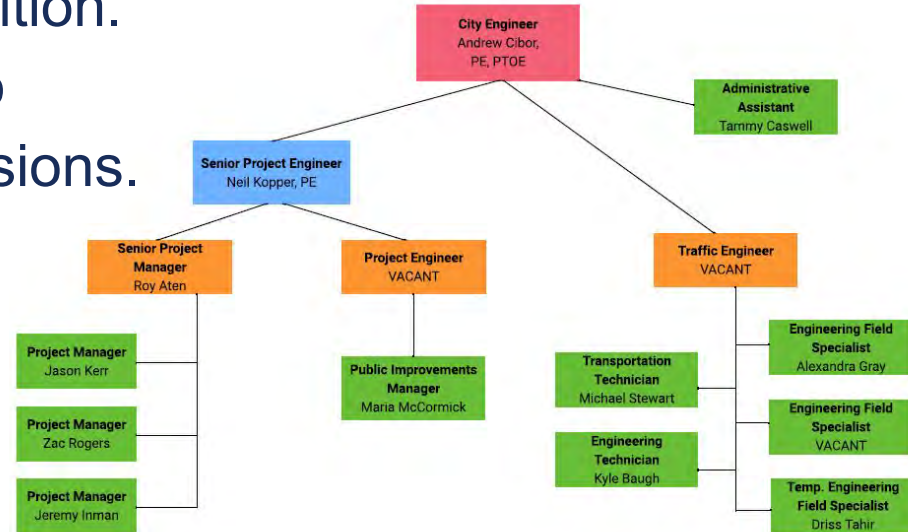 ition.
sions.
City Engineer
Andrew Cibor,
PE, PTOE
Administrative
Assistant
Tammy Caswell
Senior Project Engineer
Neil Kopper, PE
Senior Project
Manager
Roy Aten
Project Engineer
VACANT
Traffic Engineer
VACANT
Project Manager
Jason Kerr
Public Improvements
Manager
Maria McCormick
Transportation
Technician
Michael Stewart
Engineering Field
Specialist
Alexandra Gray
Project Manager
Zac Rogers
Engineering
Technician
Kyle Baugh
Engineering Field
Specialist
VACANT
Project Manager
Jeremy Inman
Temp. Engineering
Field Specialist
Driss Tahir